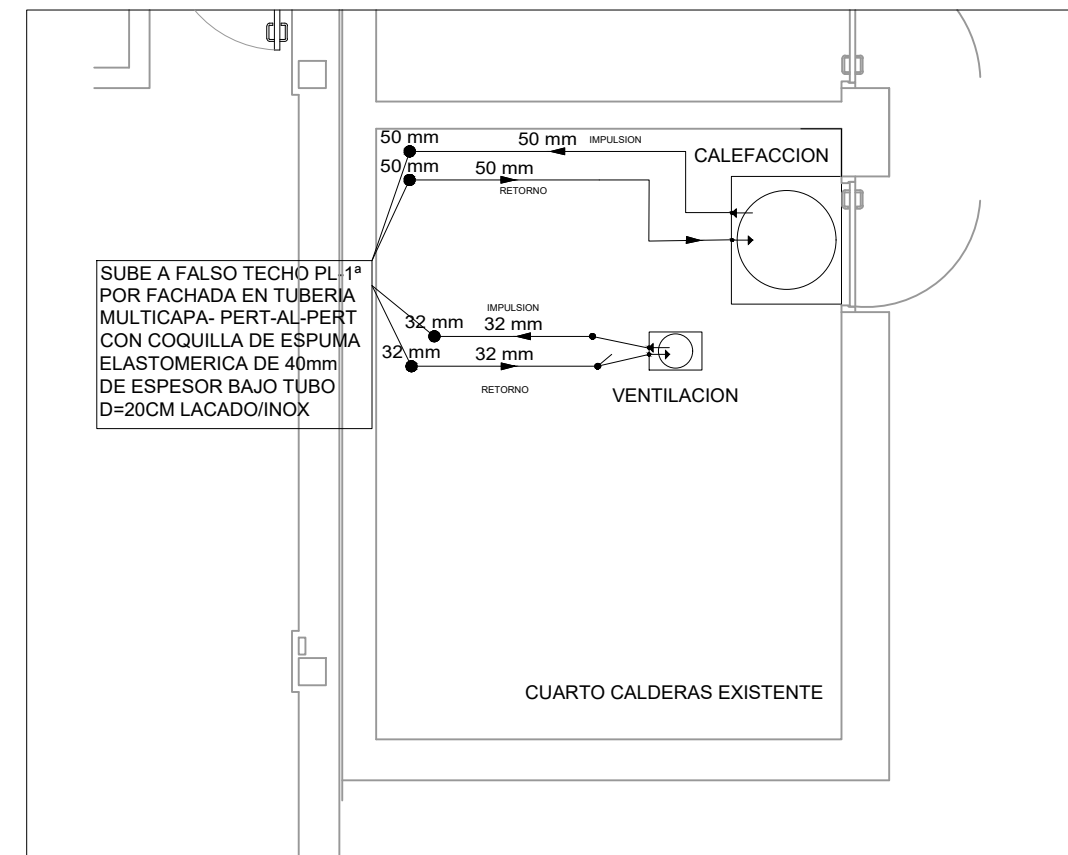 50 mm
50 mm IMPULSION
CALEFACCION
50 mm
50 mm
RETORNO
SUBE A FALSO TECHO PL-1ª
POR FACHADA EN TUBERIA
MULTICAPA- PERT-AL-PERT
CON COQUILLA DE ESPUMA
ELASTOMERICA DE 40mm
DE ESPESOR BAJO TUBO
D=20CM LACADO/INOX
IMPULSION
32 mm
32 mm
32 mm
32 mm
RETORNO
VENTILACION
CUARTO CALDERAS EXISTENTE